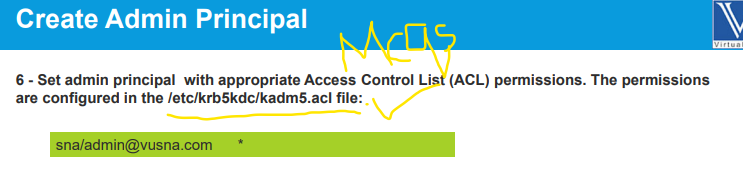 Create Admin Principal
Mcqs
Virtual
6 - Set admin principal with appropriate Access Control List (ACL) permissions. The permissions
are configured in the /etc/krb5kdc/kadm5.acl file:
sna/admin@vusna.com *